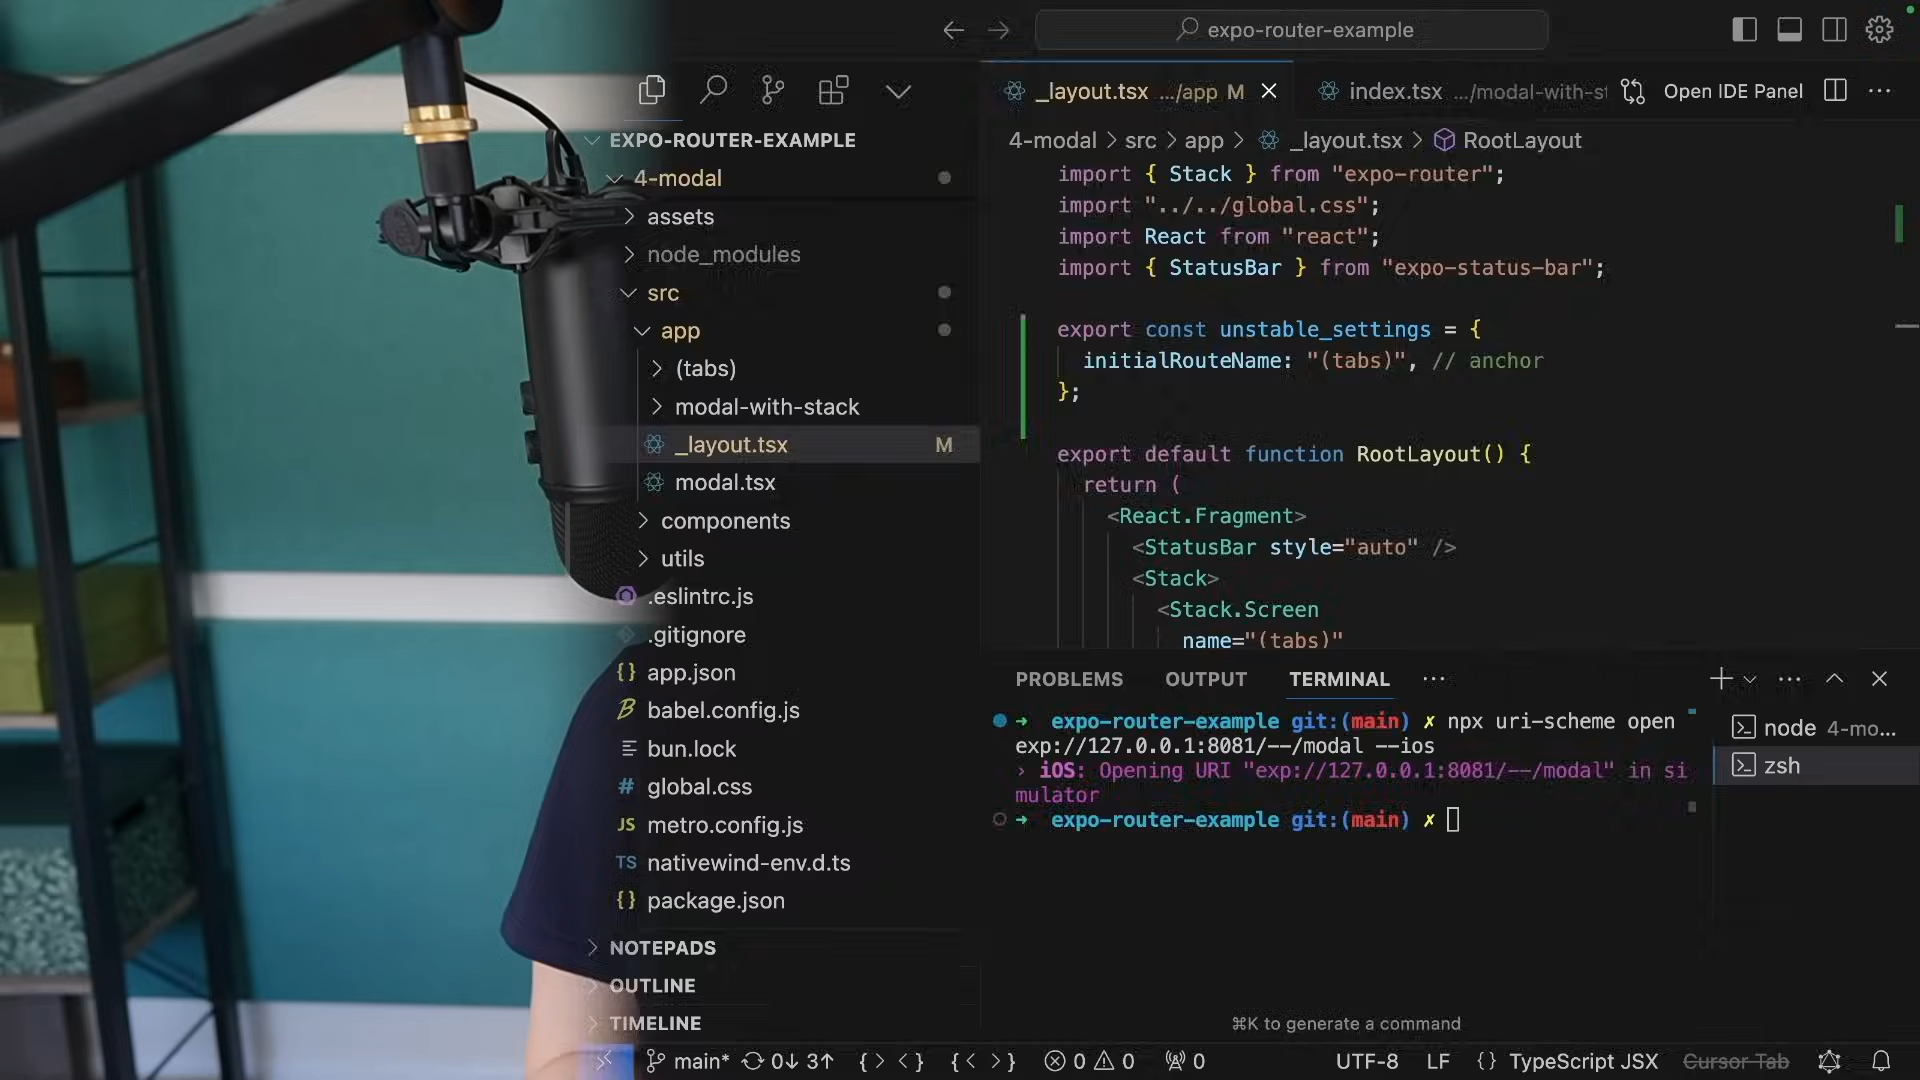 expo-router-example
_layout.tsx .../app M
index.tsx .../modal-with-st
Open IDE Panel
EXPO-ROUTER-EXAMPLE
4-modal
assets
node_modules
src
app
(tabs)
modal-with-stack
_layout.tsx M
modal.tsx
components
utils
.eslintrc.js
.gitignore
{} app.json
babel.config.js
bun.lock
# global.css
JS metro.config.js
TS nativewind-env.d.ts
{} package.json
NOTEPADS
OUTLINE
TIMELINE
4-modal > src > app > _layout.tsx > RootLayout
import { Stack } from "expo-router";
import "../../global.css";
import React from "react";
import { StatusBar } from "expo-status-bar";
export const unstable_settings = {
initialRouteName: "(tabs)", // anchor
};
export default function RootLayout() {
return (
<React.Fragment>
<StatusBar style="auto" />
<Stack>
<Stack.Screen
name="(tabs)"
PROBLEMS OUTPUT TERMINAL ...
➜ expo-router-example git:(main) ✗ npx uri-scheme open
exp://127.0.0.1:8081/--/modal --ios
› iOS: Opening URI "exp://127.0.0.1:8081/--/modal" in si
mulator
➜ expo-router-example git:(main) ✗
node 4-mo...
zsh
⌘K to generate a command
main* 0↓ 3↑ 0 0 0
UTF-8 LF {} TypeScript JSX Cursor Tab